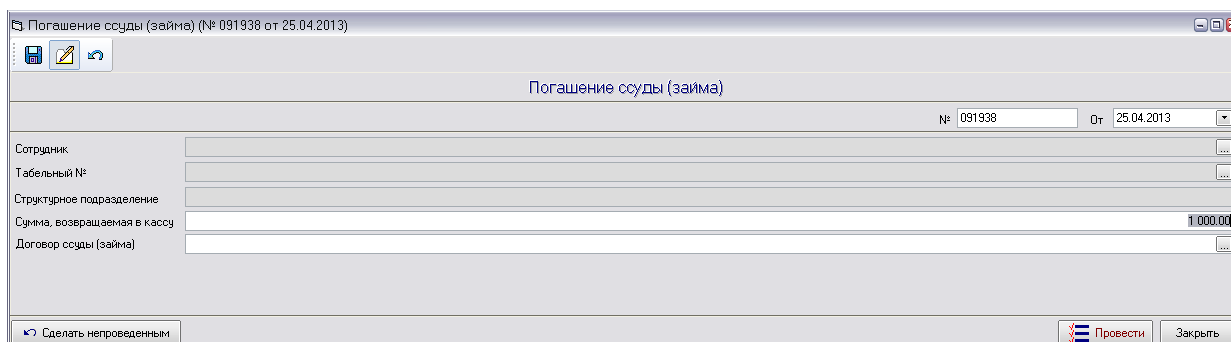 Погашение ссуды (займа) (№ 091938 от 25.04.2013)
Погашение ссуды (займа)
№ 091938 От 25.04.2013
Сотрудник ...
Табельный № ...
Структурное подразделение
Сумма, возвращаемая в кассу 1 000.00
Договор ссуды (займа) ...
Сделать непроведенным Провести Закрыть